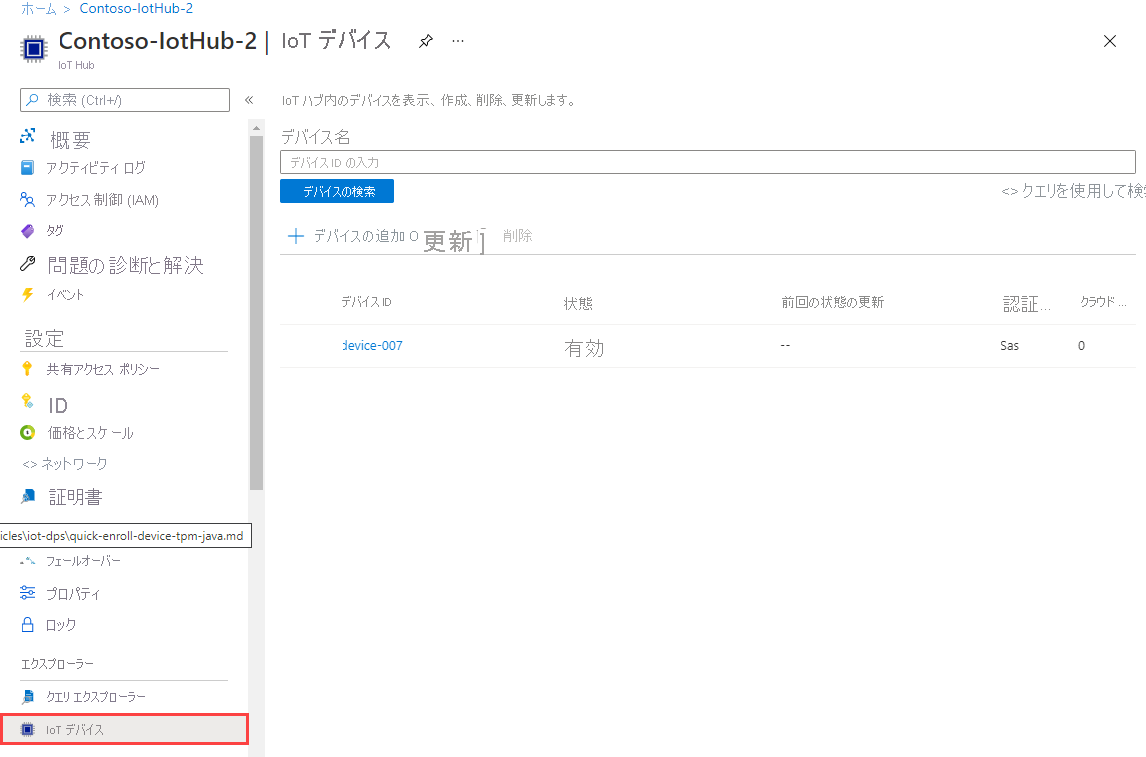 ホーム > Contoso-IotHub-2
Contoso-IotHub-2 | IoT デバイス ...
IoT Hub
検索 (Ctrl+/) «
概要
アクティビティ ログ
アクセス制御 (IAM)
タグ
問題の診断と解決
イベント
設定
共有アクセス ポリシー
ID
価格とスケール
<> ネットワーク
証明書
icles\iot-dps\quick-enroll-device-tpm-java.md
フェールオーバー
プロパティ
ロック
エクスプローラー
クエリ エクスプローラー
IoT デバイス
IoT ハブ内のデバイスを表示、作成、削除、更新します。
デバイス名
デバイス ID の入力
デバイスの検索
<> クエリを使用して検
デバイスの追加 O 更新 ] 削除
デバイス ID 状態 前回の状態の更新 認証... クラウド ...
device-007 有効 -- Sas 0